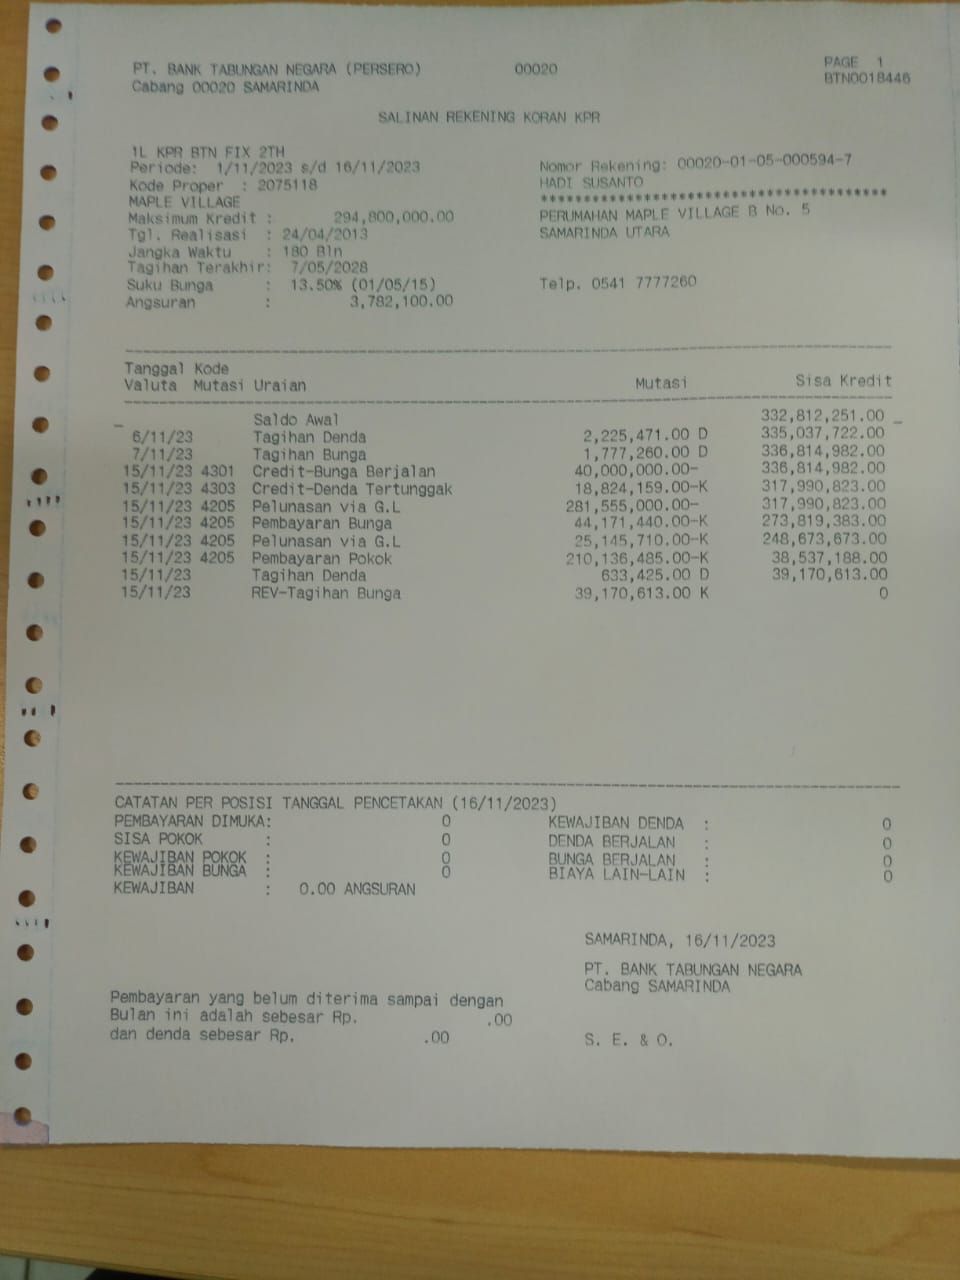 PT. BANK TABUNGAN NEGARA (PERSERO) 00020 PAGE 1
Cabang 00020 SAMARINDA BTN0018446
SALINAN REKENING KORAN KPR
1L KPR BTN FIX 2TH
Periode: 1/11/2023 s/d 16/11/2023 Nomor Rekening: 00020-01-05-000594-7
Kode Proper : 2075118 HADI SUSANTO
MAPLE VILLAGE ****************************************
Maksimum Kredit : 294,800,000.00 PERUMAHAN MAPLE VILLAGE B No. 5
Tgl. Realisasi : 24/04/2013 SAMARINDA UTARA
Jangka Waktu : 180 Bln
Tagihan Terakhir: 7/05/2028
Suku Bunga : 13.50% (01/05/15) Telp. 0541 7777260
Angsuran : 3,782,100.00
Tanggal Kode
Valuta Mutasi Uraian Mutasi Sisa Kredit
Saldo Awal 332,812,251.00
6/11/23 Tagihan Denda 2,225,471.00 D 335,037,722.00
7/11/23 Tagihan Bunga 1,777,260.00 D 336,814,982.00
15/11/23 4301 Credit-Bunga Berjalan 40,000,000.00- 336,814,982.00
15/11/23 4303 Credit-Denda Tertunggak 18,824,159.00-K 317,990,823.00
15/11/23 4205 Pelunasan via G.L 281,555,000.00- 317,990,823.00
15/11/23 4205 Pembayaran Bunga 44,171,440.00-K 273,819,383.00
15/11/23 4205 Pelunasan via G.L 25,145,710.00-K 248,673,673.00
15/11/23 4205 Pembayaran Pokok 210,136,485.00-K 38,537,188.00
15/11/23 Tagihan Denda 633,425.00 D 39,170,613.00
15/11/23 REV-Tagihan Bunga 39,170,613.00 K 0
CATATAN PER POSISI TANGGAL PENCETAKAN (16/11/2023)
PEMBAYARAN DIMUKA: 0 KEWAJIBAN DENDA : 0
SISA POKOK : 0 DENDA BERJALAN : 0
KEWAJIBAN POKOK : 0 BUNGA BERJALAN : 0
KEWAJIBAN BUNGA : 0 BIAYA LAIN-LAIN : 0
KEWAJIBAN : 0.00 ANGSURAN
SAMARINDA, 16/11/2023
PT. BANK TABUNGAN NEGARA
Cabang SAMARINDA
Pembayaran yang belum diterima sampai dengan
Bulan ini adalah sebesar Rp. .00
dan denda sebesar Rp. .00
S. E. & O.